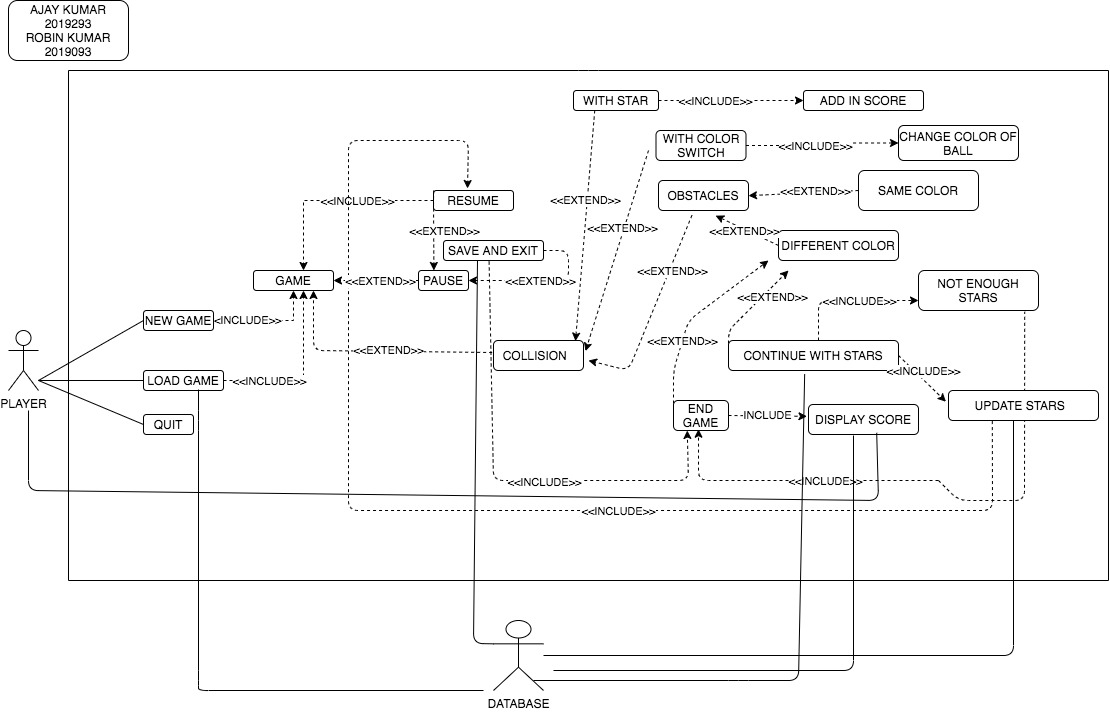 AJAY KUMAR
2019293
ROBIN KUMAR
2019093
WITH STAR
<<INCLUDE>>
ADD IN SCORE
WITH COLOR
SWITCH
<<INCLUDE>>
CHANGE COLOR OF
BALL
OBSTACLES
<<EXTEND>>
SAME COLOR
RESUME
<<INCLUDE>>
<<EXTEND>>
<<EXTEND>>
<<EXTEND>>
<<EXTEND>>
<<EXTEND>>
DIFFERENT COLOR
SAVE AND EXIT
GAME
<<EXTEND>>
PAUSE
<<EXTEND>>
<<EXTEND>>
<<EXTEND>>
<<INCLUDE>>
NOT ENOUGH
STARS
NEW GAME
<<INCLUDE>>
<<EXTEND>>
<<EXTEND>>
COLLISION
CONTINUE WITH STARS
<<INCLUDE>>
PLAYER
LOAD GAME
<<INCLUDE>>
QUIT
END
GAME
INCLUDE
DISPLAY SCORE
UPDATE STARS
<<INCLUDE>>
<<INCLUDE>>
<<INCLUDE>>
DATABASE